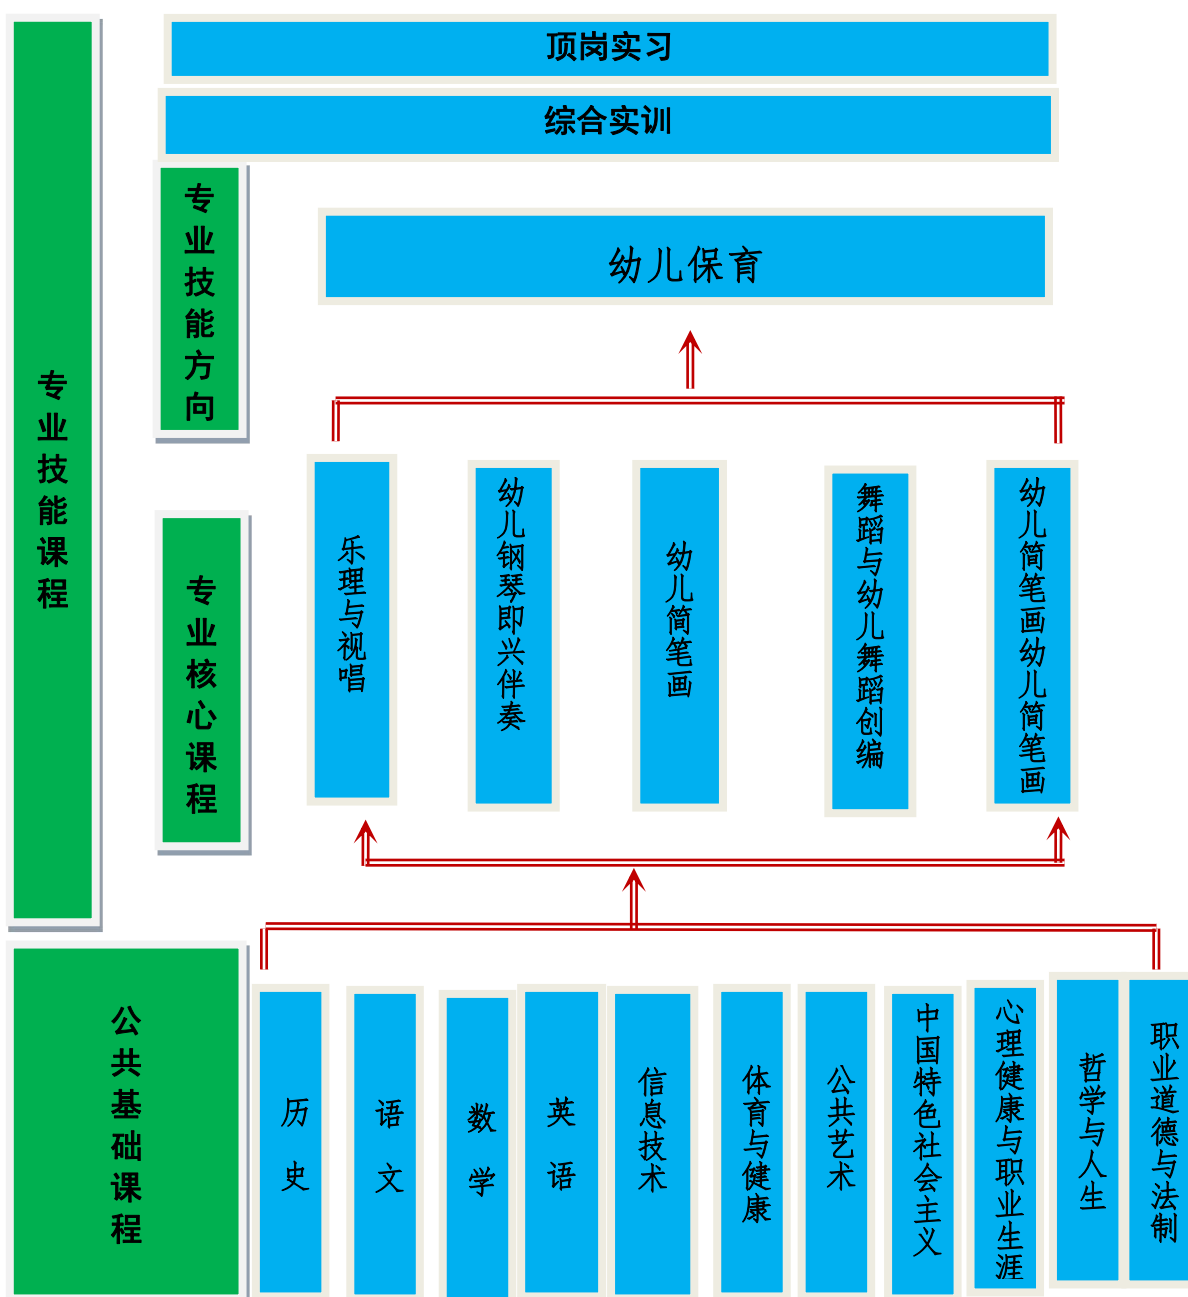 顶岗实习
综合实训
专业技能课程
专业技能方向
幼儿保育
专业核心课程
乐理与视唱
幼儿钢琴即兴伴奏
幼儿简笔画
舞蹈与幼儿舞蹈创编
幼儿简笔画幼儿简笔画
公共基础课程
历史
语文
数学
英语
信息技术
体育与健康
公共艺术
中国特色社会主义
心理健康与职业生涯
哲学与人生
职业道德与法制